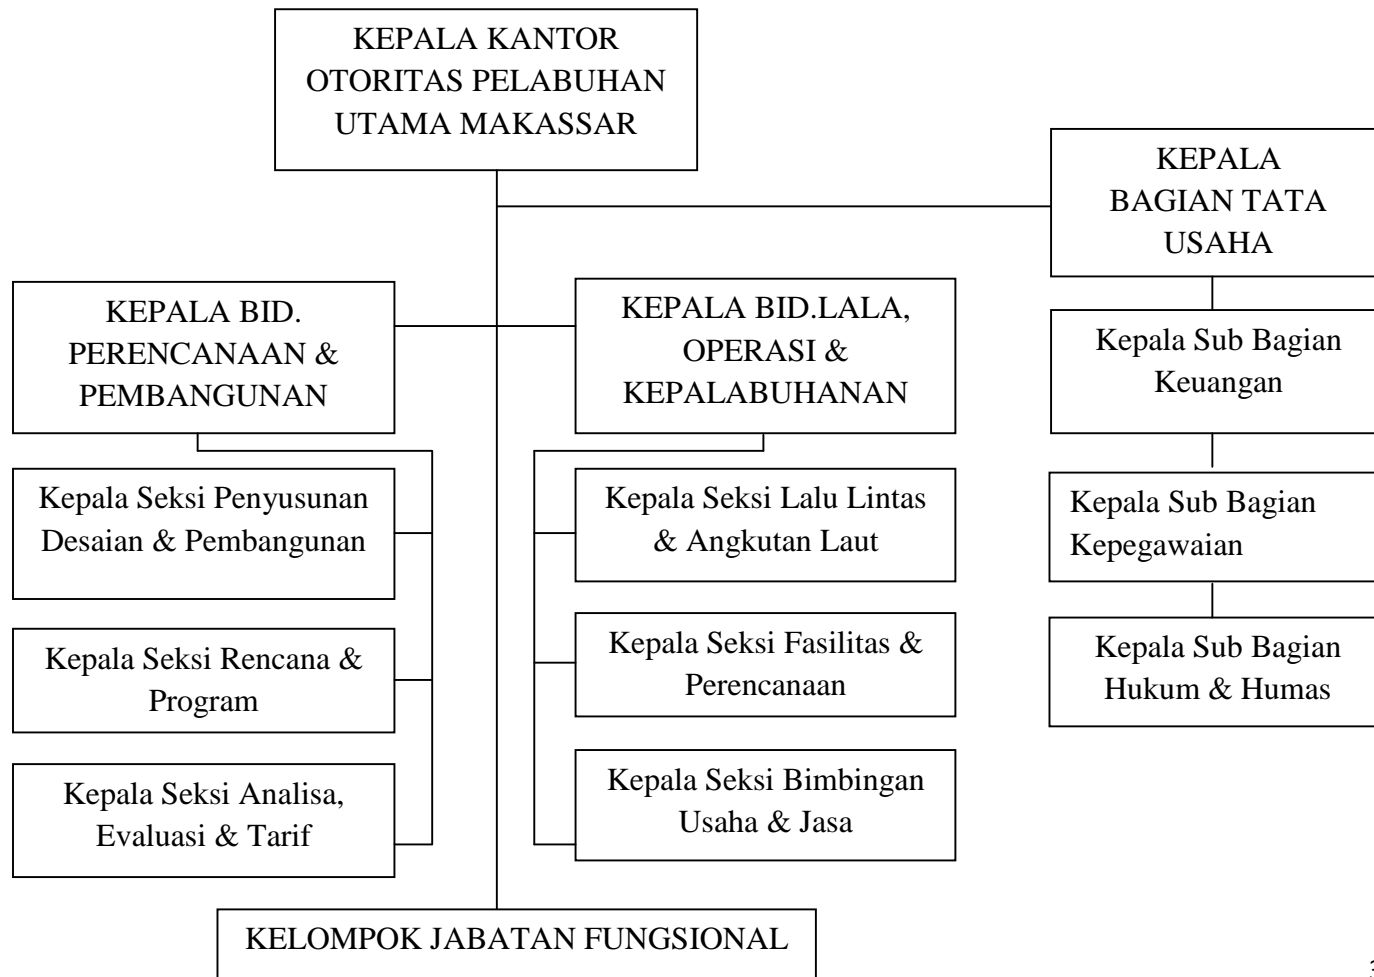 KEPALA KANTOR
OTORITAS PELABUHAN
UTAMA MAKASSAR
KEPALA
BAGIAN TATA
USAHA
KEPALA BID.
PERENCANAAN &
PEMBANGUNAN
KEPALA BID.LALA,
OPERASI &
KEPALABUHANAN
Kepala Sub Bagian
Keuangan
Kepala Seksi Penyusunan
Desaian & Pembangunan
Kepala Seksi Lalu Lintas
& Angkutan Laut
Kepala Sub Bagian
Kepegawaian
Kepala Seksi Rencana &
Program
Kepala Seksi Fasilitas &
Perencanaan
Kepala Sub Bagian
Hukum & Humas
Kepala Seksi Analisa,
Evaluasi & Tarif
Kepala Seksi Bimbingan
Usaha & Jasa
KELOMPOK JABATAN FUNGSIONAL